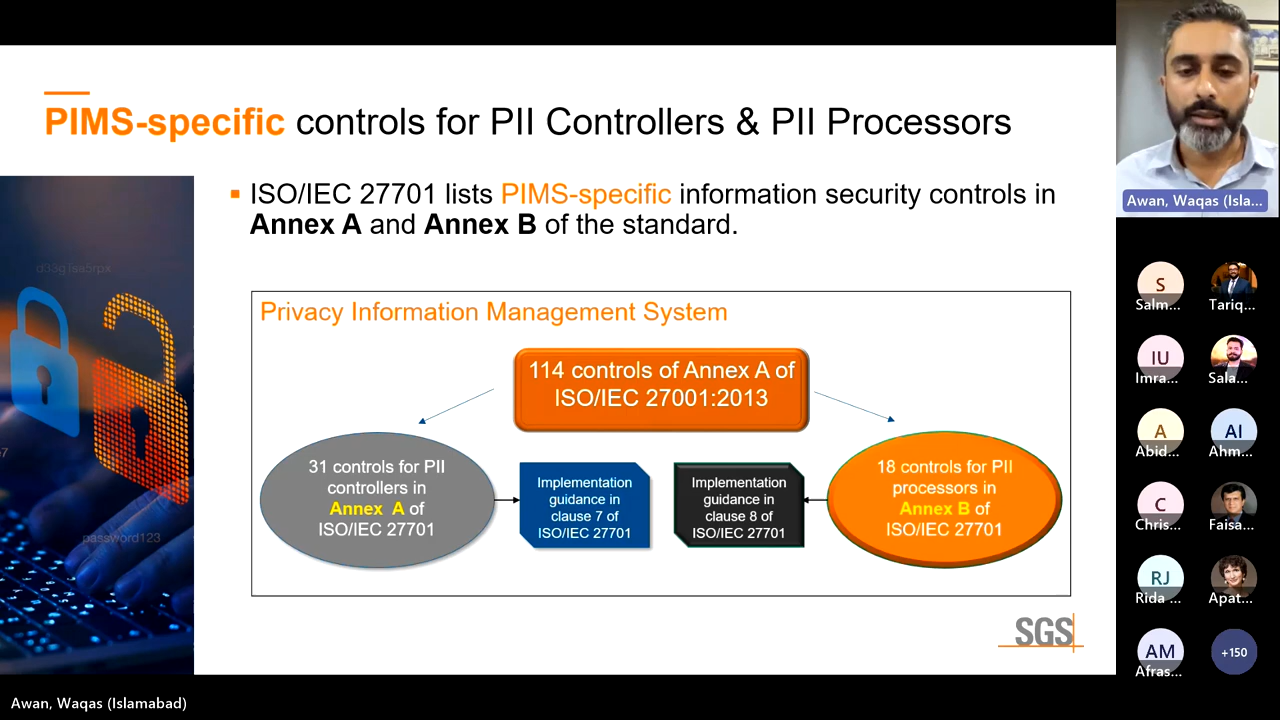 PIMS-specific controls for PII Controllers & PII Processors
▪ ISO/IEC 27701 lists PIMS-specific information security controls in
Annex A and Annex B of the standard.
Privacy Information Management System
114 controls of Annex A of
ISO/IEC 27001:2013
31 controls for PII
controllers in
Annex A of
ISO/IEC 27701
Implementation
guidance in
clause 7 of
ISO/IEC 27701
Implementation
guidance in
clause 8 of
ISO/IEC 27701
18 controls for PII
processors in
Annex B of
ISO/IEC 27701
password123
SGS
Awan, Waqas (Isla...
S
Salm...
Tariq...
IU
Imra...
Sala...
A
Abid...
AI
Ahm...
C
Chris...
Faisa...
RJ
Rida ...
Apat...
AM
Afras...
+150
Awan, Waqas (Islamabad)